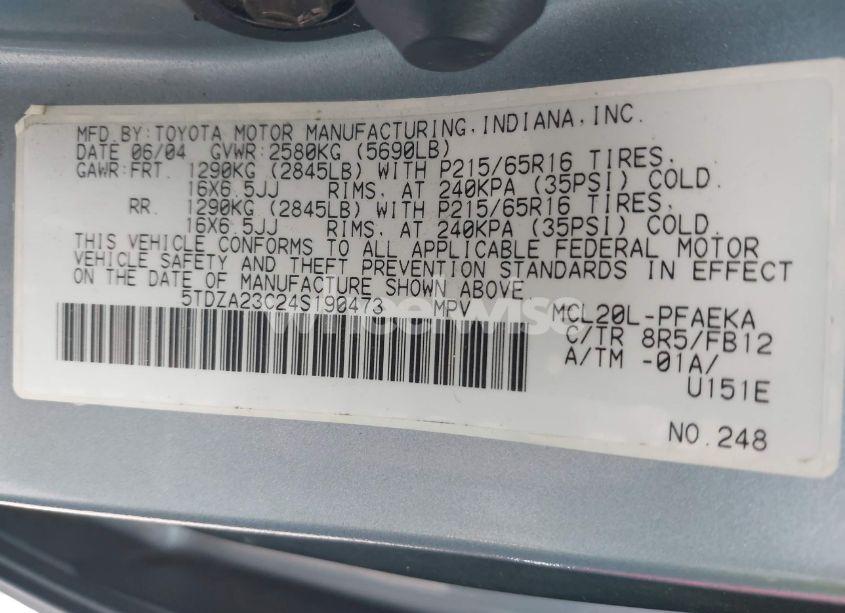 MFD.BY:TOYOTA MOTOR MANUFACTURING,INDIANA,INC.
DATE 06/04 GVWR:2580KG (5690LB)
GAWR:FRT. 1290KG (2845LB) WITH P215/65R16 TIRES,
16X6.5JJ RIMS, AT 240KPA (35PSI) COLD.
RR. 1290KG (2845LB) WITH P215/65R16 TIRES,
16X6.5JJ RIMS, AT 240KPA (35PSI) COLD.
THIS VEHICLE CONFORMS TO ALL APPLICABLE FEDERAL MOTOR
VEHICLE SAFETY AND THEFT PREVENTION STANDARDS IN EFFECT
ON THE DATE OF MANUFACTURE SHOWN ABOVE
5TDZA23C24S190473 MPV MCL20L-PFAEKA
C/TR 8R5/FB12
A/TM -01A/
U151E
NO.248
wheelerwise